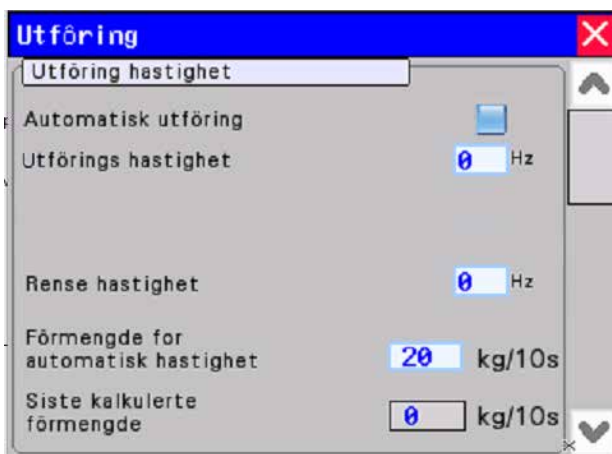 Utfôring
Utfôring hastighet
Automatisk utfôring
Utfôrings hastighet 0 Hz
Rense hastighet 0 Hz
Fôrmengde for
automatisk hastighet 20 kg/10s
Siste kalkulerte
fôrmengde 0 kg/10s